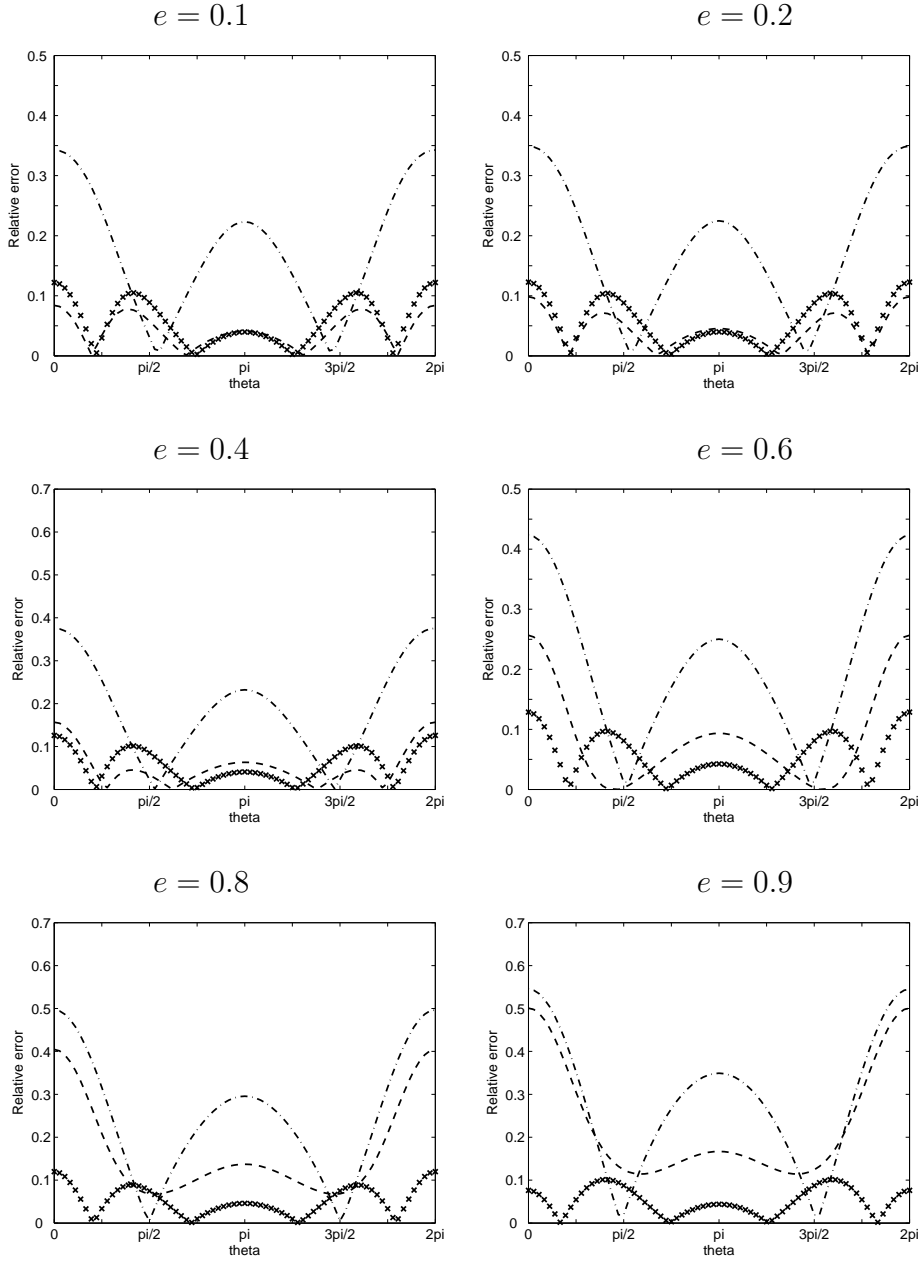 e = 0.1
0.5
0.4
0.3
0.2
0.1
0
Relative error
0 pi/2 pi 3pi/2 2pi
theta
e = 0.2
0.5
0.4
0.3
0.2
0.1
0
Relative error
0 pi/2 pi 3pi/2 2pi
theta
e = 0.4
0.7
0.6
0.5
0.4
0.3
0.2
0.1
0
Relative error
0 pi/2 pi 3pi/2 2pi
theta
e = 0.6
0.5
0.4
0.3
0.2
0.1
0
Relative error
0 pi/2 pi 3pi/2 2pi
theta
e = 0.8
0.7
0.6
0.5
0.4
0.3
0.2
0.1
0
Relative error
0 pi/2 pi 3pi/2 2pi
theta
e = 0.9
0.7
0.6
0.5
0.4
0.3
0.2
0.1
0
Relative error
0 pi/2 pi 3pi/2 2pi
theta